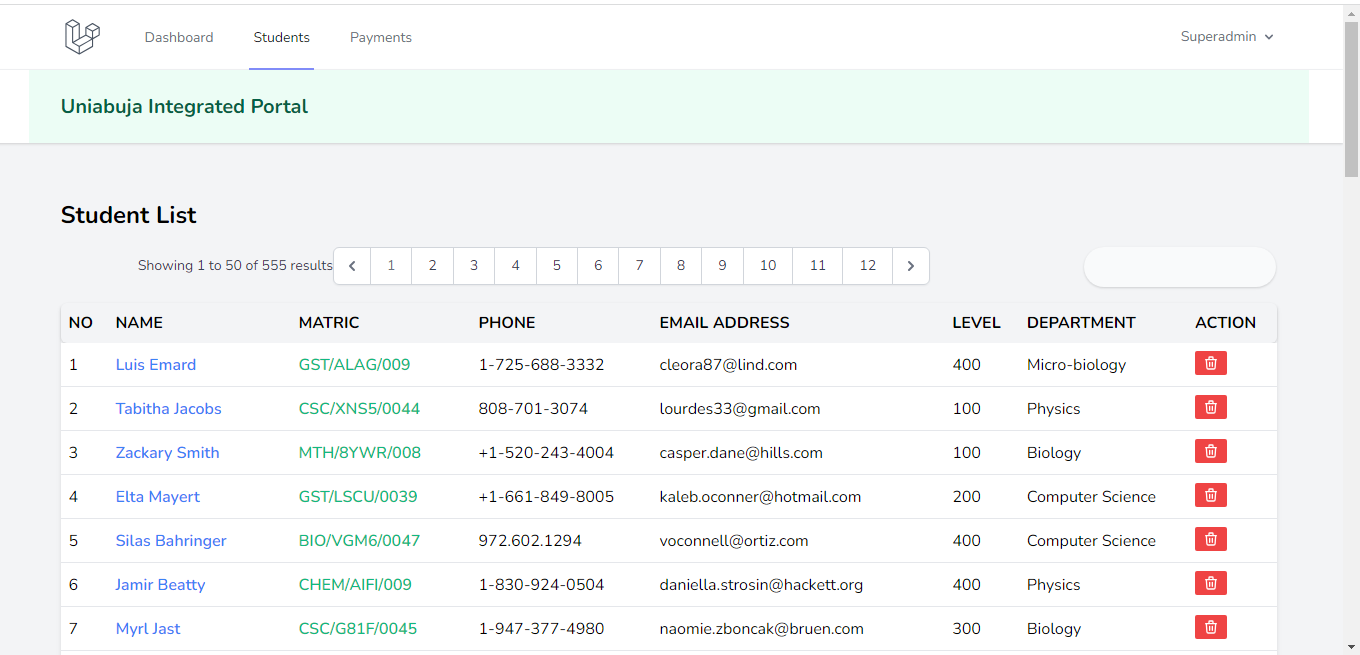 Dashboard Students Payments Superadmin
Uniabuja Integrated Portal
Student List
Showing 1 to 50 of 555 results 1 2 3 4 5 6 7 8 9 10 11 12
NO NAME MATRIC PHONE EMAIL ADDRESS LEVEL DEPARTMENT ACTION
1 Luis Emard GST/ALAG/009 1-725-688-3332 cleora87@lind.com 400 Micro-biology
2 Tabitha Jacobs CSC/XNS5/0044 808-701-3074 lourdes33@gmail.com 100 Physics
3 Zackary Smith MTH/8YWR/008 +1-520-243-4004 casper.dane@hills.com 100 Biology
4 Elta Mayert GST/LSCU/0039 +1-661-849-8005 kaleb.oconner@hotmail.com 200 Computer Science
5 Silas Bahringer BIO/VGM6/0047 972.602.1294 voconnell@ortiz.com 400 Computer Science
6 Jamir Beatty CHEM/AIFI/009 1-830-924-0504 daniella.strosin@hackett.org 400 Physics
7 Myrl Jast CSC/G81F/0045 1-947-377-4980 naomie.zboncak@bruen.com 300 Biology